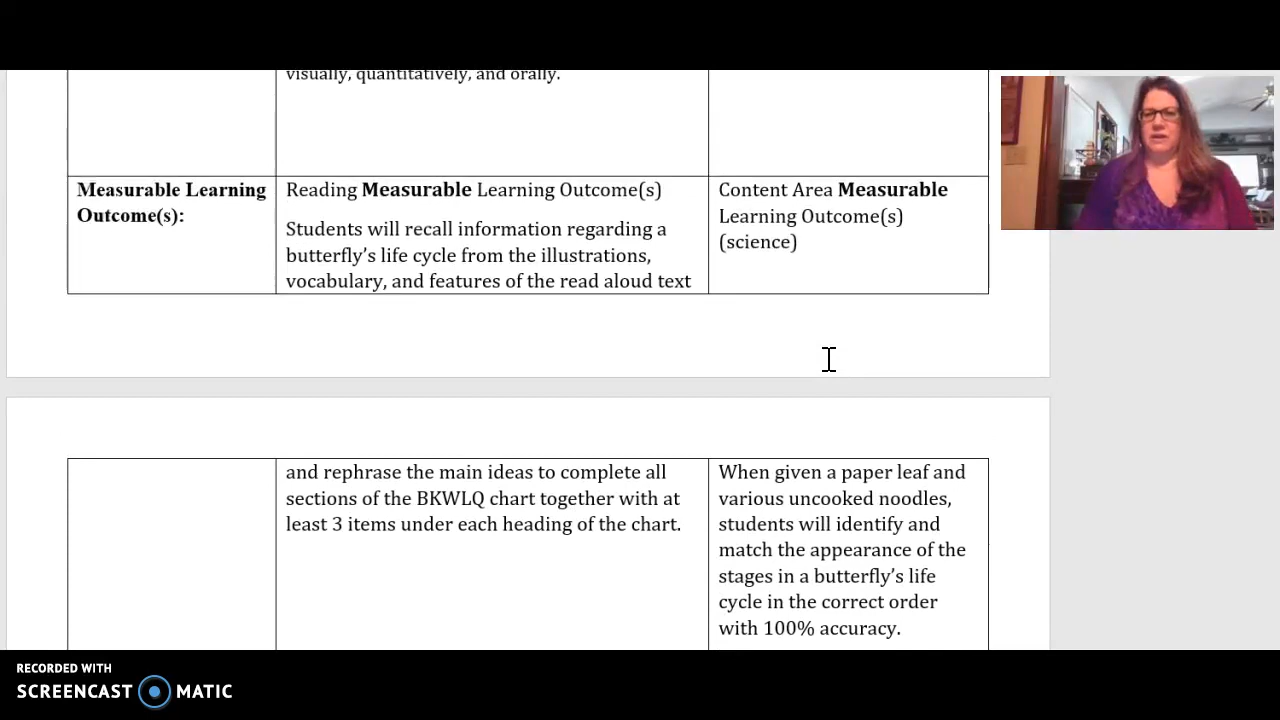 visually, quantitatively, and orally.
Measurable Learning
Outcome(s):
Reading Measurable Learning Outcome(s)
Students will recall information regarding a
butterfly’s life cycle from the illustrations,
vocabulary, and features of the read aloud text
Content Area Measurable
Learning Outcome(s)
(science)
and rephrase the main ideas to complete all
sections of the BKWLQ chart together with at
least 3 items under each heading of the chart.
When given a paper leaf and
various uncooked noodles,
students will identify and
match the appearance of the
stages in a butterfly’s life
cycle in the correct order
with 100% accuracy.
RECORDED WITH
SCREENCAST MATIC